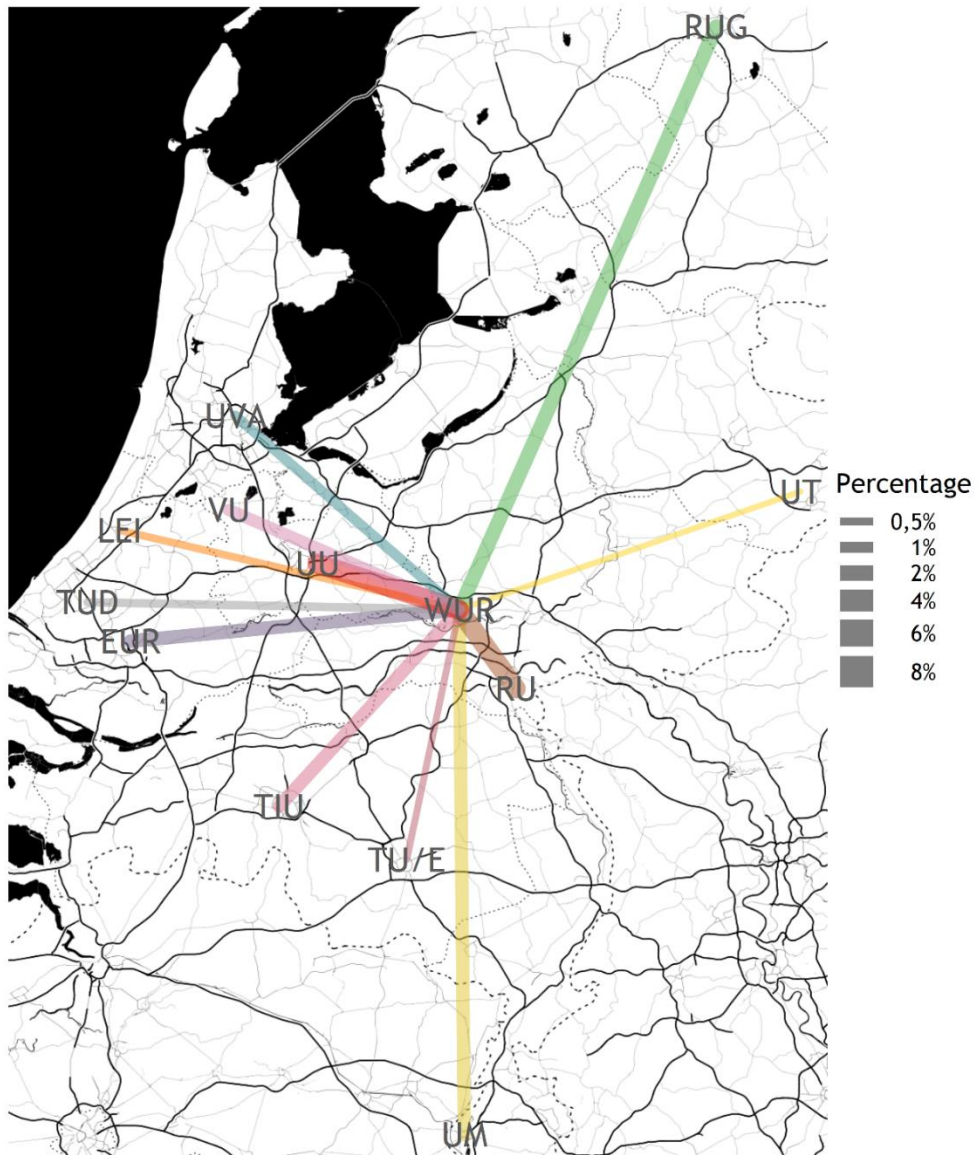 RUG
UVA
UT
VU
LEI
UU
TUD
WUR
EUR
RU
TIU
TU/E
UM
Percentage
0,5%
1%
2%
4%
6%
8%